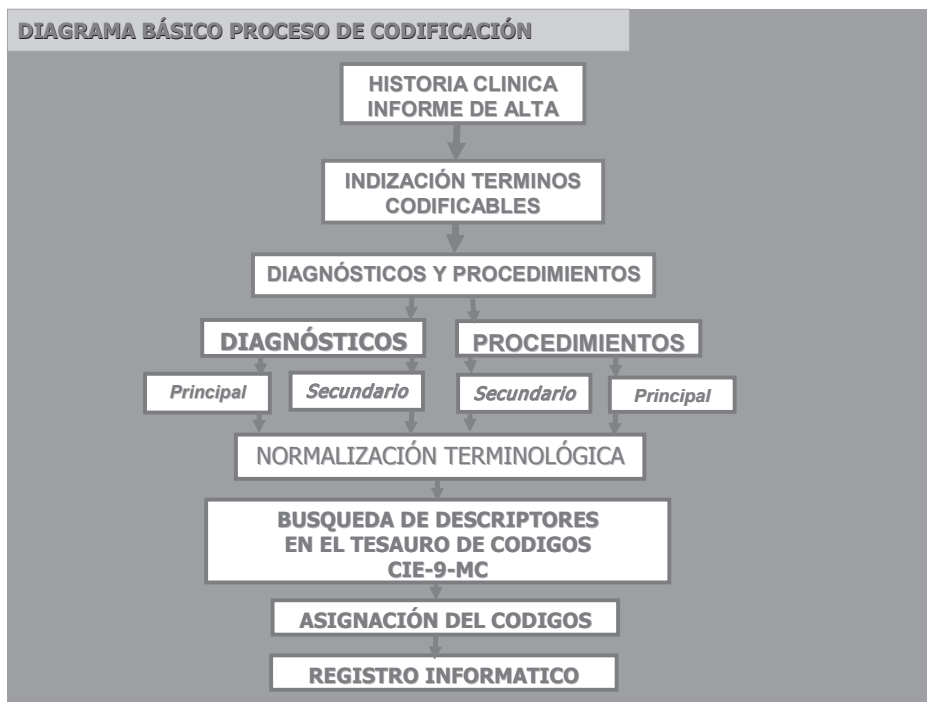 DIAGRAMA BÁSICO PROCESO DE CODIFICACIÓN
HISTORIA CLINICA
INFORME DE ALTA
INDIZACIÓN TERMINOS
CODIFICABLES
DIAGNÓSTICOS Y PROCEDIMIENTOS
DIAGNÓSTICOS
PROCEDIMIENTOS
Principal
Secundario
Secundario
Principal
NORMALIZACIÓN TERMINOLÓGICA
BUSQUEDA DE DESCRIPTORES
EN EL TESAURO DE CODIGOS
CIE-9-MC
ASIGNACIÓN DEL CODIGOS
REGISTRO INFORMATICO